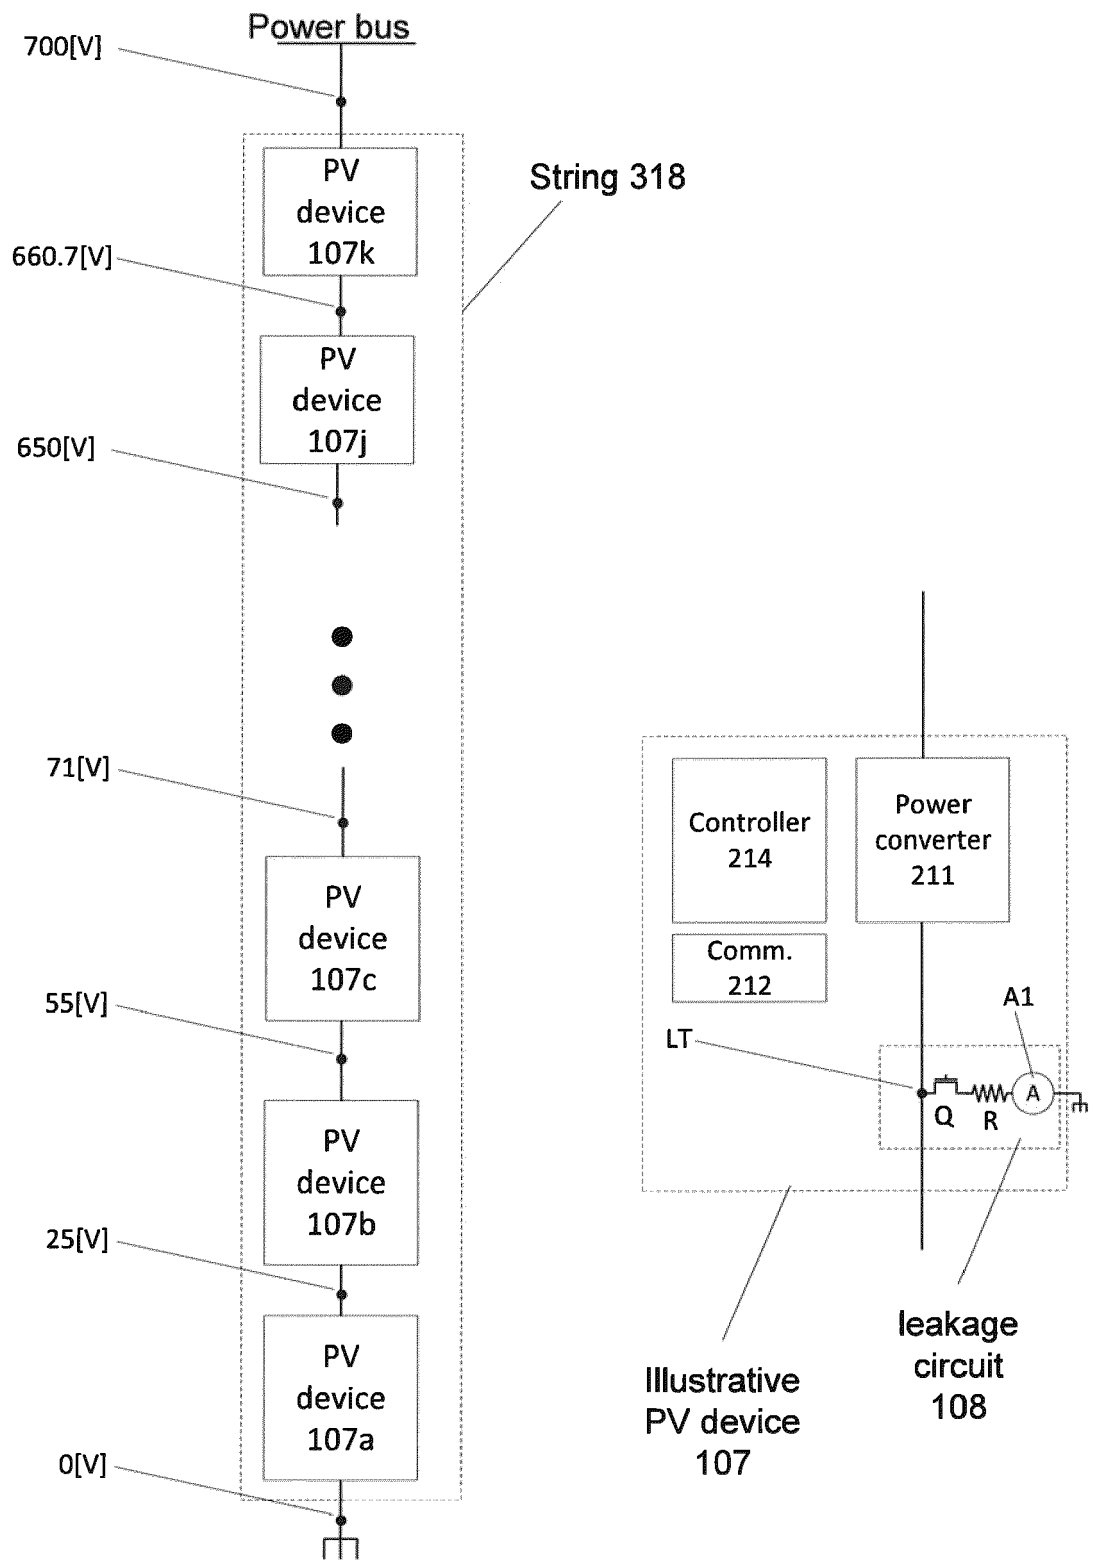 Power bus
700[V]
PV
device
107k
String 318
660.7[V]
PV
device
107j
650[V]
71[V]
PV
device
107c
55[V]
PV
device
107b
25[V]
PV
device
107a
0[V]
Controller
214
Power
converter
211
Comm.
212
A1
LT
A
Q
R
leakage
circuit
108
Illustrative
PV device
107